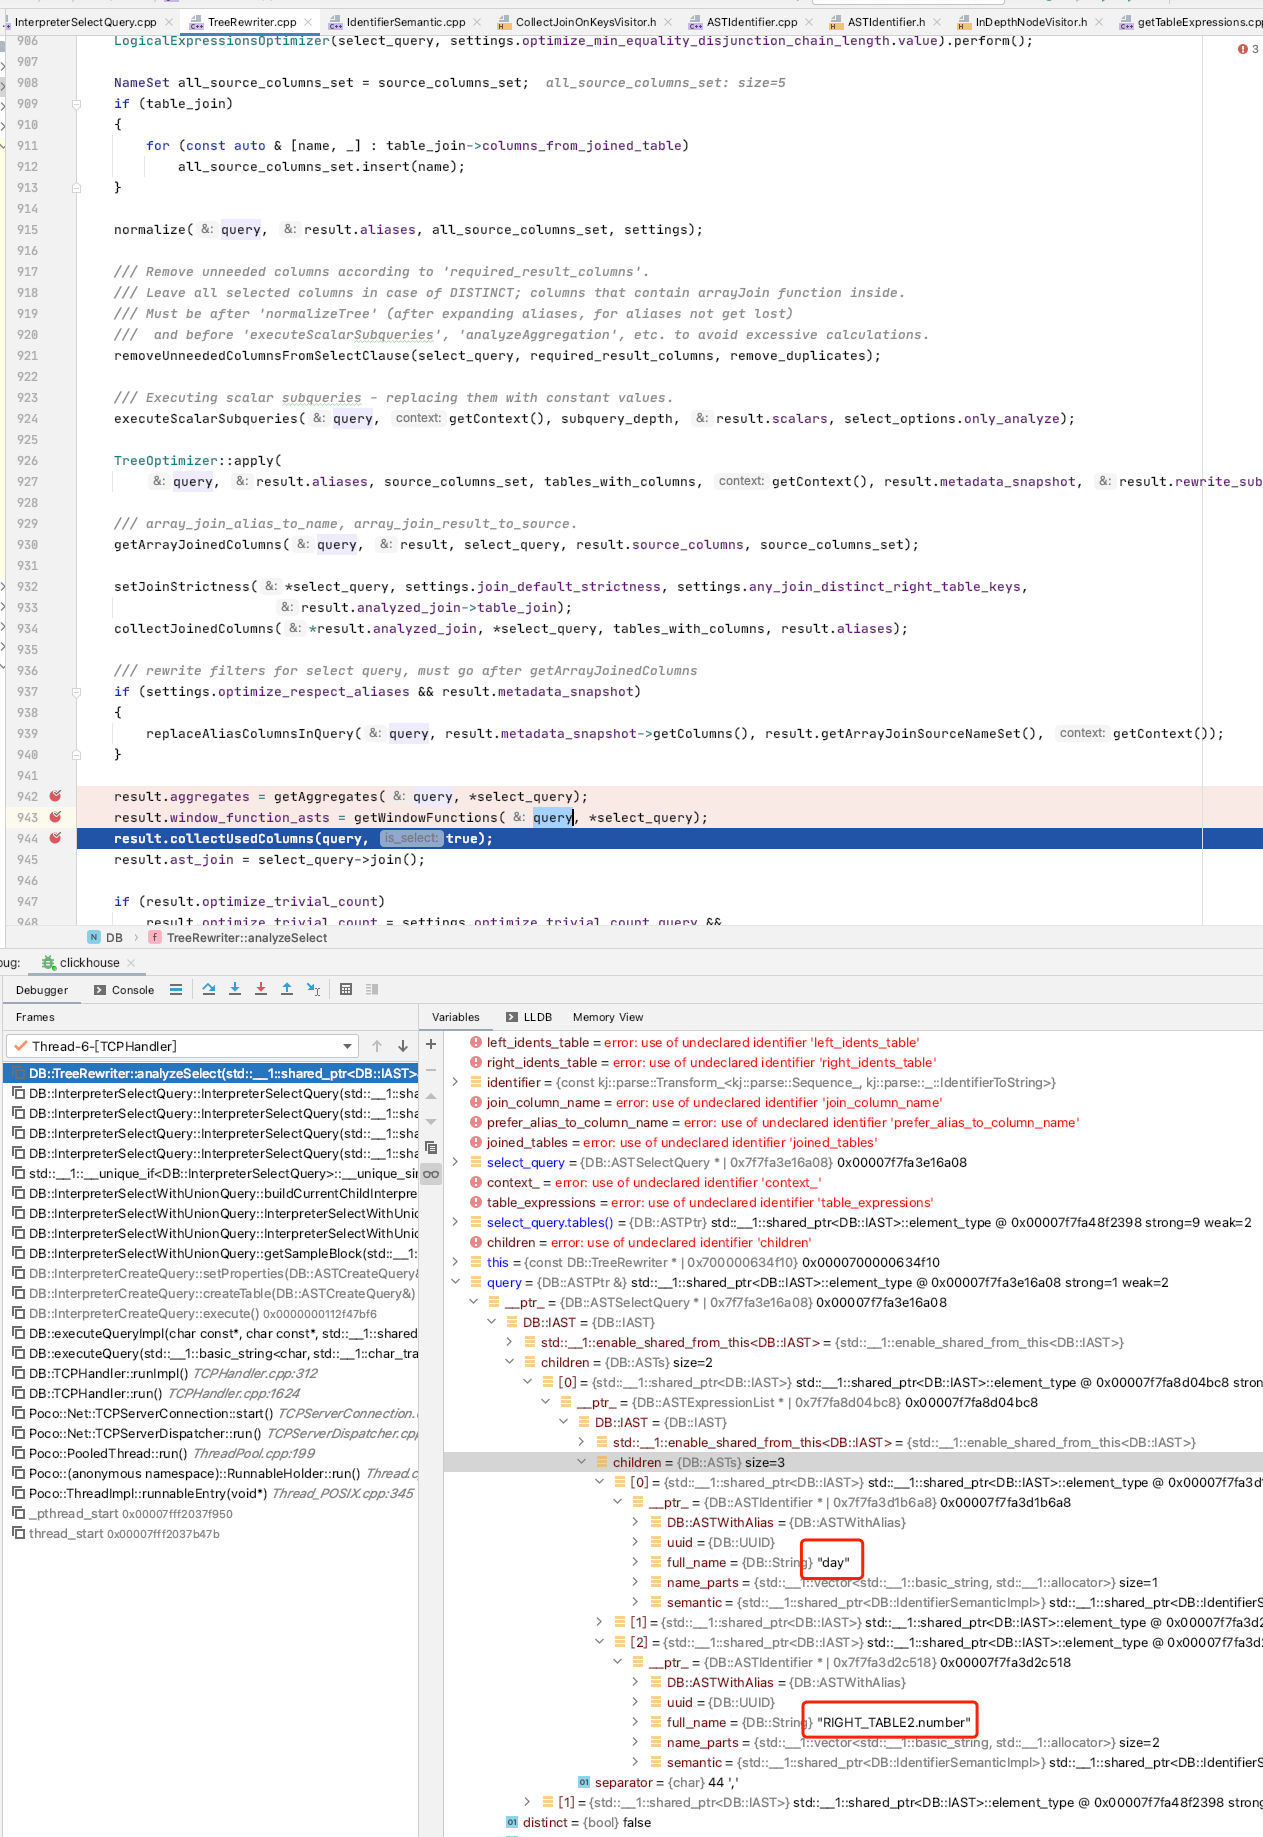 InterpreterSelectQuery.cpp × TreeRewriter.cpp × IdentifierSemantic.cpp × CollectJoinOnKeysVisitor.h × ASTIdentifier.cpp × ASTIdentifier.h × InDepthNodeVisitor.h × getTableExpressions.cpp
906 LogicalExpressionsOptimizer(select_query, settings.optimize_min_equality_disjunction_chain_length.value).perform();
907 3
908 NameSet all_source_columns_set = source_columns_set; all_source_columns_set: size=5
909 if (table_join)
910 {
911 for (const auto & [name, _] : table_join->columns_from_joined_table)
912 all_source_columns_set.insert(name);
913 }
914
915 normalize( &: query, &: result.aliases, all_source_columns_set, settings);
916
917 /// Remove unneeded columns according to 'required_result_columns'.
918 /// Leave all selected columns in case of DISTINCT; columns that contain arrayJoin function inside.
919 /// Must be after 'normalizeTree' (after expanding aliases, for aliases not get lost)
920 /// and before 'executeScalarSubqueries', 'analyzeAggregation', etc. to avoid excessive calculations.
921 removeUnneededColumnsFromSelectClause(select_query, required_result_columns, remove_duplicates);
922
923 /// Executing scalar subqueries - replacing them with constant values.
924 executeScalarSubqueries( &: query, context: getContext(), subquery_depth, &: result.scalars, select_options.only_analyze);
925
926 TreeOptimizer::apply(
927 &: query, &: result.aliases, source_columns_set, tables_with_columns, context: getContext(), result.metadata_snapshot, &: result.rewrite_sub
928
929 /// array_join_alias_to_name, array_join_result_to_source.
930 getArrayJoinedColumns( &: query, &: result, select_query, result.source_columns, source_columns_set);
931
932 setJoinStrictness( &: *select_query, settings.join_default_strictness, settings.any_join_distinct_right_table_keys,
933 &: result.analyzed_join->table_join);
934 collectJoinedColumns( &: *result.analyzed_join, *select_query, tables_with_columns, result.aliases);
935
936 /// rewrite filters for select query, must go after getArrayJoinedColumns
937 if (settings.optimize_respect_aliases && result.metadata_snapshot)
938 {
939 replaceAliasColumnsInQuery( &: query, result.metadata_snapshot->getColumns(), result.getArrayJoinSourceNameSet(), context: getContext());
940 }
941
942 result.aggregates = getAggregates( &: query, *select_query);
943 result.window_function_asts = getWindowFunctions( &: query, *select_query);
944 result.collectUsedColumns(query, is_select: true);
945 result.ast_join = select_query->join();
946
947 if (result.optimize_trivial_count)
948 result.optimize_trivial_count = settings.optimize_trivial_count_query &&
N DB › f TreeRewriter::analyzeSelect
bug: clickhouse ×
Debugger Console
Frames
Thread-6-[TCPHandler]
DB::TreeRewriter::analyzeSelect(std::__1::shared_ptr<DB::IAST>
DB::InterpreterSelectQuery::InterpreterSelectQuery(std::__1::sha
DB::InterpreterSelectQuery::InterpreterSelectQuery(std::__1::sha
DB::InterpreterSelectQuery::InterpreterSelectQuery(std::__1::sha
DB::InterpreterSelectQuery::InterpreterSelectQuery(std::__1::sha
std::__1::__unique_if<DB::InterpreterSelectQuery>::__unique_sin
DB::InterpreterSelectWithUnionQuery::buildCurrentChildInterpre
DB::InterpreterSelectWithUnionQuery::InterpreterSelectWithUnio
DB::InterpreterSelectWithUnionQuery::InterpreterSelectWithUnio
DB::InterpreterSelectWithUnionQuery::getSampleBlock(std::__1:
DB::InterpreterCreateQuery::setProperties(DB::ASTCreateQuery&
DB::InterpreterCreateQuery::createTable(DB::ASTCreateQuery&)
DB::InterpreterCreateQuery::execute() 0x0000000112f47bf6
DB::executeQueryImpl(char const*, char const*, std::__1::shared
DB::executeQuery(std::__1::basic_string<char, std::__1::char_tra
DB::TCPHandler::runImpl() TCPHandler.cpp:312
DB::TCPHandler::run() TCPHandler.cpp:1624
Poco::Net::TCPServerConnection::start() TCPServerConnection.
Poco::Net::TCPServerDispatcher::run() TCPServerDispatcher.cpp
Poco::PooledThread::run() ThreadPool.cpp:199
Poco::(anonymous namespace)::RunnableHolder::run() Thread.c
Poco::ThreadImpl::runnableEntry(void*) Thread_POSIX.cpp:345
_pthread_start 0x00007fff2037f950
thread_start 0x00007fff2037b47b
Variables LLDB Memory View
left_idents_table = error: use of undeclared identifier 'left_idents_table'
right_idents_table = error: use of undeclared identifier 'right_idents_table'
identifier = {const kj::parse::Transform_<kj::parse::Sequence_, kj::parse::_::IdentifierToString>}
join_column_name = error: use of undeclared identifier 'join_column_name'
prefer_alias_to_column_name = error: use of undeclared identifier 'prefer_alias_to_column_name'
joined_tables = error: use of undeclared identifier 'joined_tables'
select_query = {DB::ASTSelectQuery * | 0x7f7fa3e16a08} 0x00007f7fa3e16a08
context_ = error: use of undeclared identifier 'context_'
table_expressions = error: use of undeclared identifier 'table_expressions'
select_query.tables() = {DB::ASTPtr} std::__1::shared_ptr<DB::IAST>::element_type @ 0x00007f7fa48f2398 strong=9 weak=2
children = error: use of undeclared identifier 'children'
this = {const DB::TreeRewriter * | 0x700000634f10} 0x0000700000634f10
query = {DB::ASTPtr &} std::__1::shared_ptr<DB::IAST>::element_type @ 0x00007f7fa3e16a08 strong=1 weak=2
__ptr_ = {DB::ASTSelectQuery * | 0x7f7fa3e16a08} 0x00007f7fa3e16a08
DB::IAST = {DB::IAST}
std::__1::enable_shared_from_this<DB::IAST> = {std::__1::enable_shared_from_this<DB::IAST>}
children = {DB::ASTs} size=2
[0] = {std::__1::shared_ptr<DB::IAST>} std::__1::shared_ptr<DB::IAST>::element_type @ 0x00007f7fa8d04bc8 stron
__ptr_ = {DB::ASTExpressionList * | 0x7f7fa8d04bc8} 0x00007f7fa8d04bc8
DB::IAST = {DB::IAST}
std::__1::enable_shared_from_this<DB::IAST> = {std::__1::enable_shared_from_this<DB::IAST>}
children = {DB::ASTs} size=3
[0] = {std::__1::shared_ptr<DB::IAST>} std::__1::shared_ptr<DB::IAST>::element_type @ 0x00007f7fa3d1
__ptr_ = {DB::ASTIdentifier * | 0x7f7fa3d1b6a8} 0x00007f7fa3d1b6a8
DB::ASTWithAlias = {DB::ASTWithAlias}
uuid = {DB::UUID}
full_name = {DB::String} "day"
name_parts = {std::__1::vector<std::__1::basic_string, std::__1::allocator>} size=1
semantic = {std::__1::shared_ptr<DB::IdentifierSemanticImpl>} std::__1::shared_ptr<DB::IdentifierS
[1] = {std::__1::shared_ptr<DB::IAST>} std::__1::shared_ptr<DB::IAST>::element_type @ 0x00007f7fa3d2
[2] = {std::__1::shared_ptr<DB::IAST>} std::__1::shared_ptr<DB::IAST>::element_type @ 0x00007f7fa3d2
__ptr_ = {DB::ASTIdentifier * | 0x7f7fa3d2c518} 0x00007f7fa3d2c518
DB::ASTWithAlias = {DB::ASTWithAlias}
uuid = {DB::UUID}
full_name = {DB::String} "RIGHT_TABLE2.number"
name_parts = {std::__1::vector<std::__1::basic_string, std::__1::allocator>} size=2
semantic = {std::__1::shared_ptr<DB::IdentifierSemanticImpl>} std::__1::shared_ptr<DB::IdentifierS
separator = {char} 44 ','
[1] = {std::__1::shared_ptr<DB::IAST>} std::__1::shared_ptr<DB::IAST>::element_type @ 0x00007f7fa48f2398 strong
distinct = {bool} false